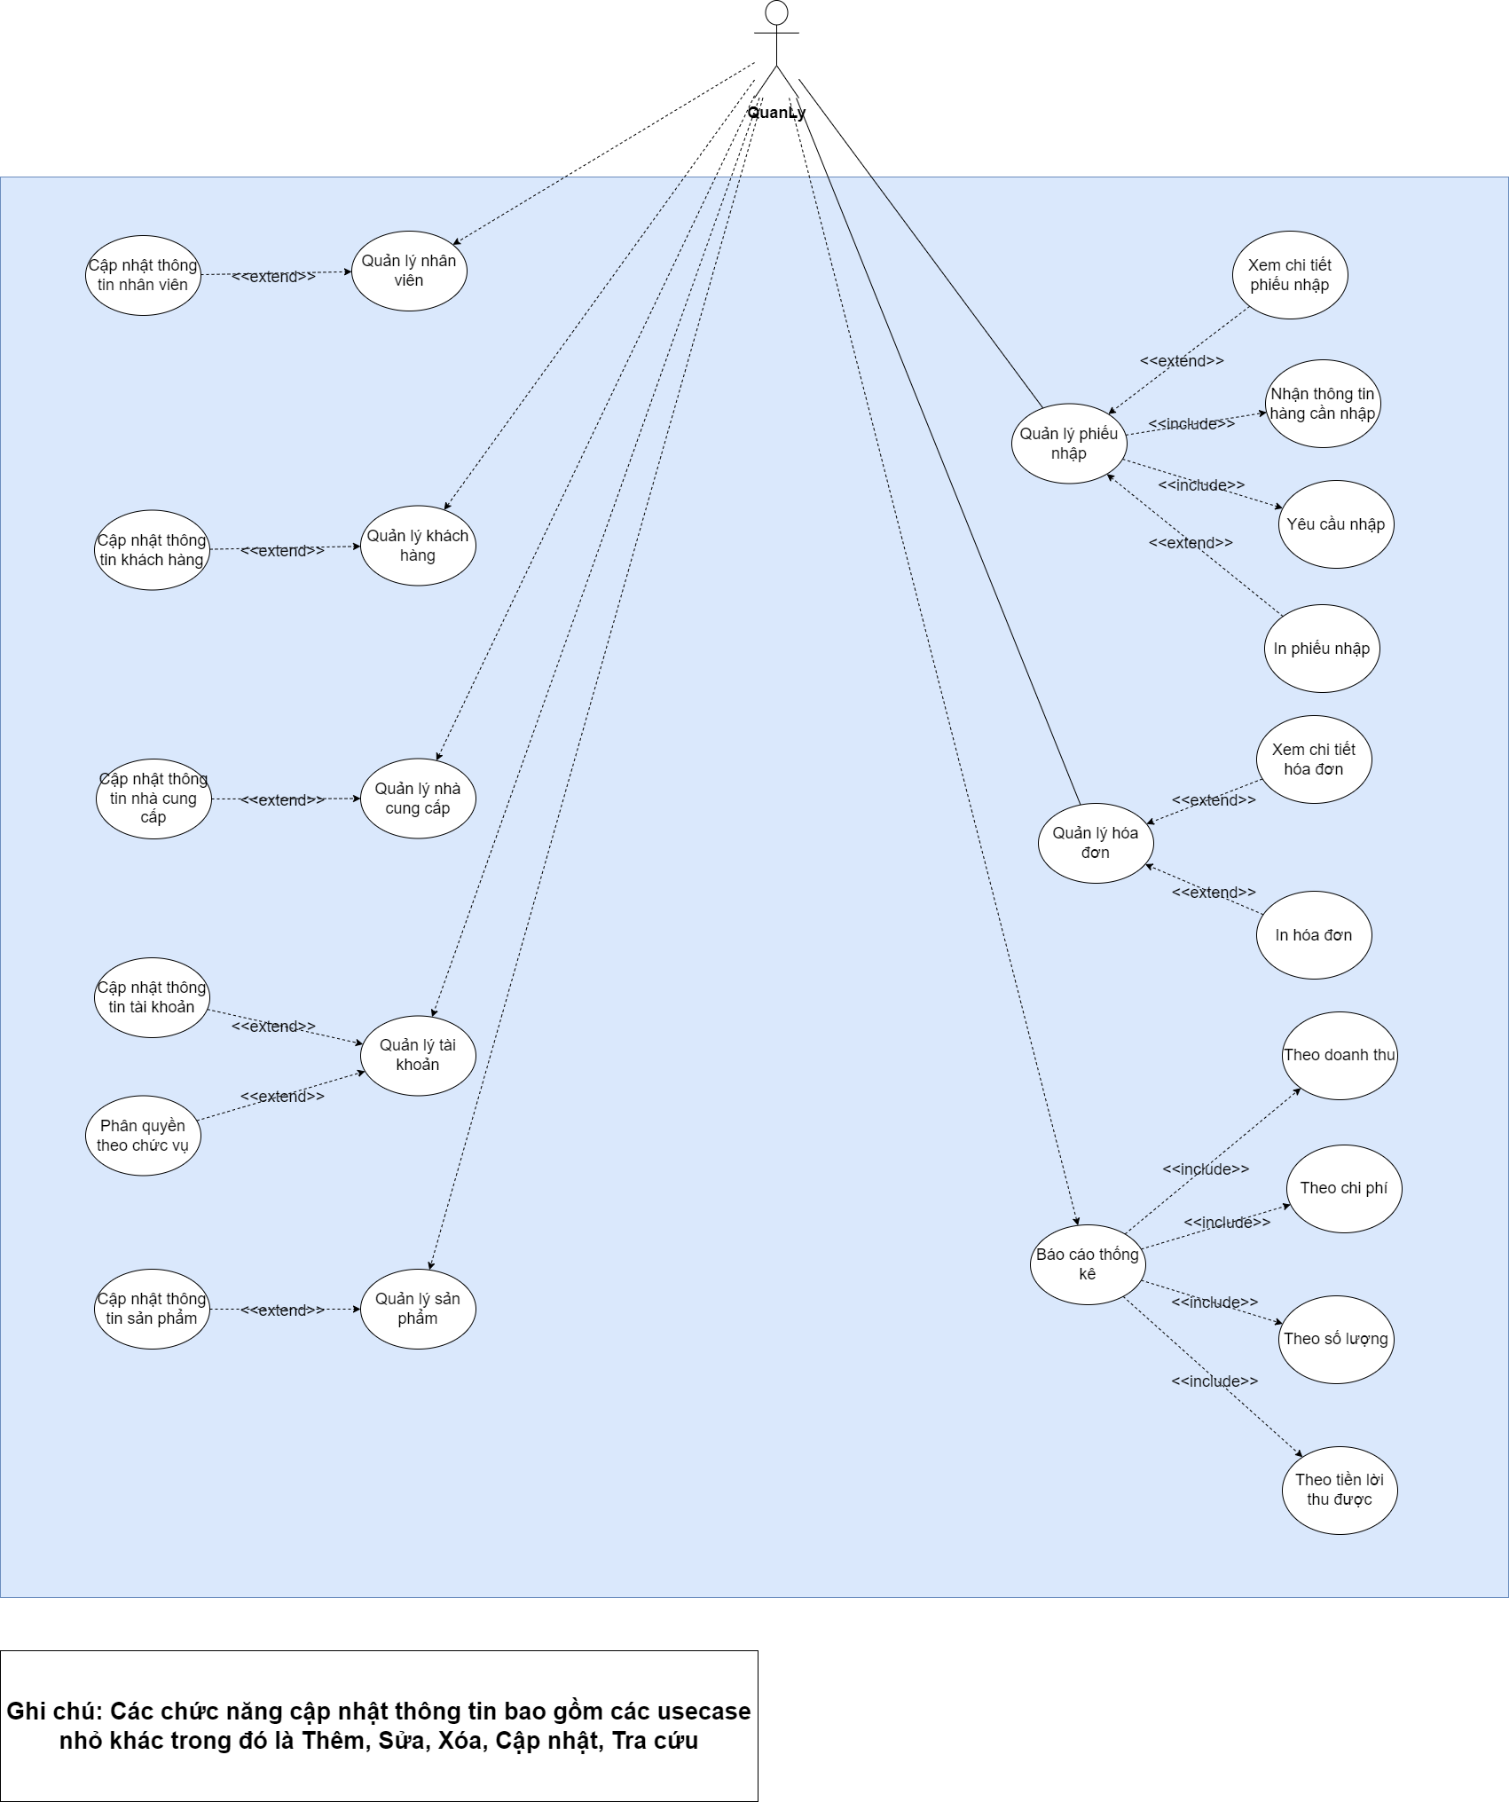 QuanLy
Cập nhật thông
tin nhân viên
<<extend>>
Quản lý nhân
viên
Cập nhật thông
tin khách hàng
<<extend>>
Quản lý khách
hàng
Cập nhật thông
tin nhà cung
cấp
<<extend>>
Quản lý nhà
cung cấp
Cập nhật thông
tin tài khoản
<<extend>>
Quản lý tài
khoản
<<extend>>
Phân quyền
theo chức vụ
Cập nhật thông
tin sản phẩm
<<extend>>
Quản lý sản
phẩm
Xem chi tiết
phiếu nhập
<<extend>>
Nhận thông tin
hàng cần nhập
<<include>>
Quản lý phiếu
nhập
<<include>>
Yêu cầu nhập
<<extend>>
In phiếu nhập
Xem chi tiết
hóa đơn
<<extend>>
Quản lý hóa
đơn
<<extend>>
In hóa đơn
Theo doanh thu
<<include>>
Theo chi phí
<<include>>
Báo cáo thống
kê
<<include>>
Theo số lượng
<<include>>
Theo tiền lời
thu được
Ghi chú: Các chức năng cập nhật thông tin bao gồm các usecase
nhỏ khác trong đó là Thêm, Sửa, Xóa, Cập nhật, Tra cứu